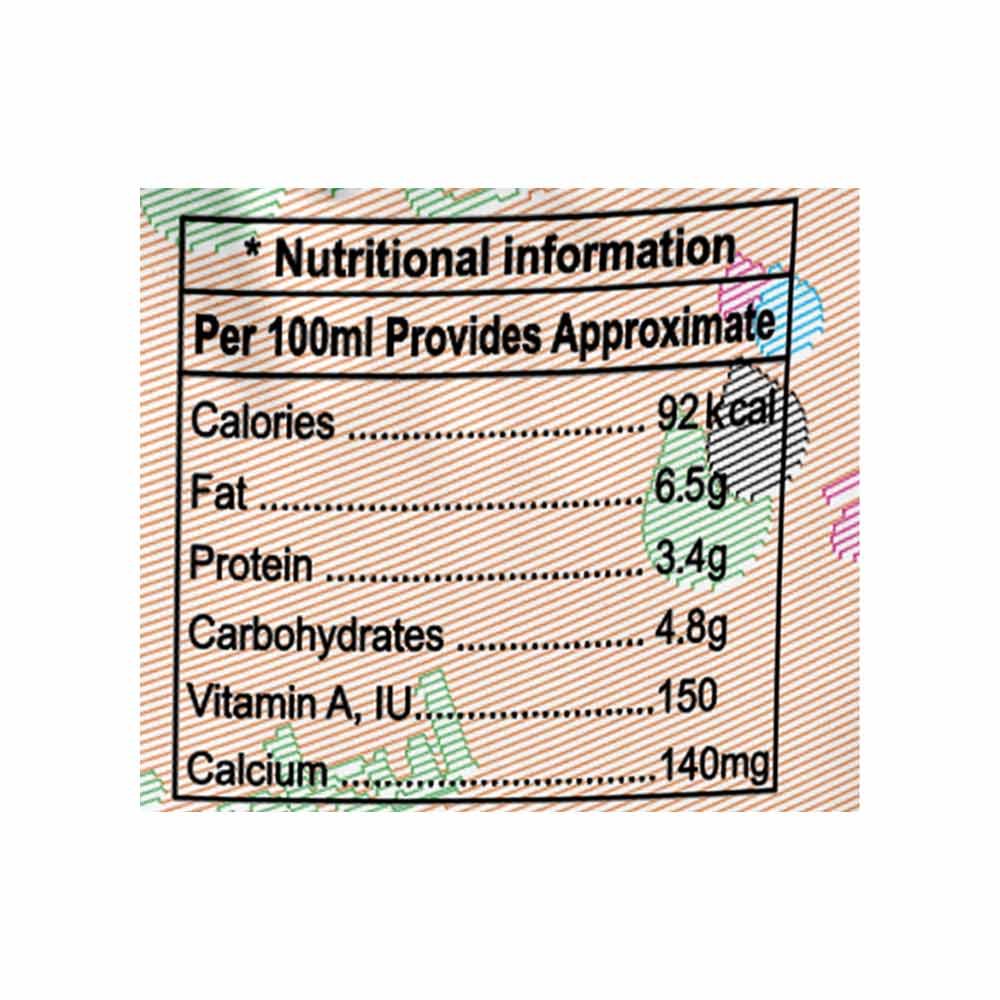 * Nutritional information
Per 100ml Provides Approximate
Calories ................................ 92 kcal
Fat .......................................... 6.5g
Protein ................................... 3.4g
Carbohydrates .................... 4.8g
Vitamin A, IU.......................... 150
Calcium .................................. 140mg